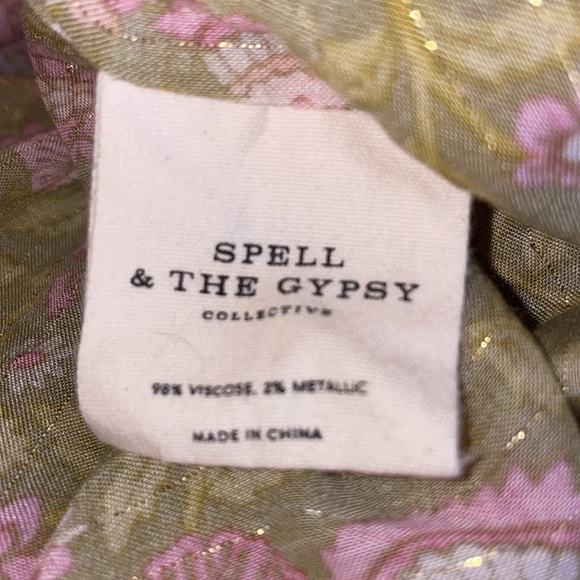 SPELL
& THE GYPSY
COLLECTIVE
98% VISCOSE, 2% METALLIC
MADE IN CHINA